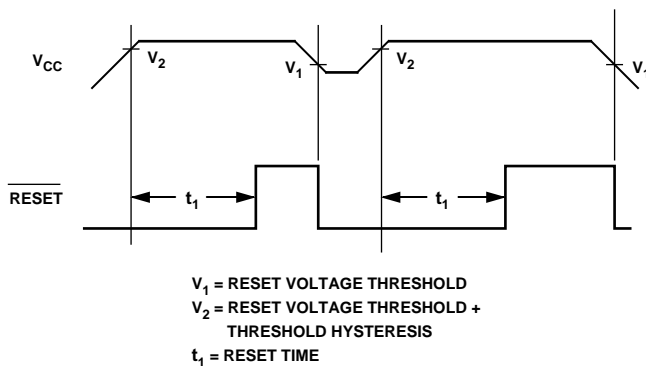 VCC
V2
V1
V2
V1
RESET
t1
t1
V1 = RESET VOLTAGE THRESHOLD
V2 = RESET VOLTAGE THRESHOLD +
THRESHOLD HYSTERESIS
t1 = RESET TIME